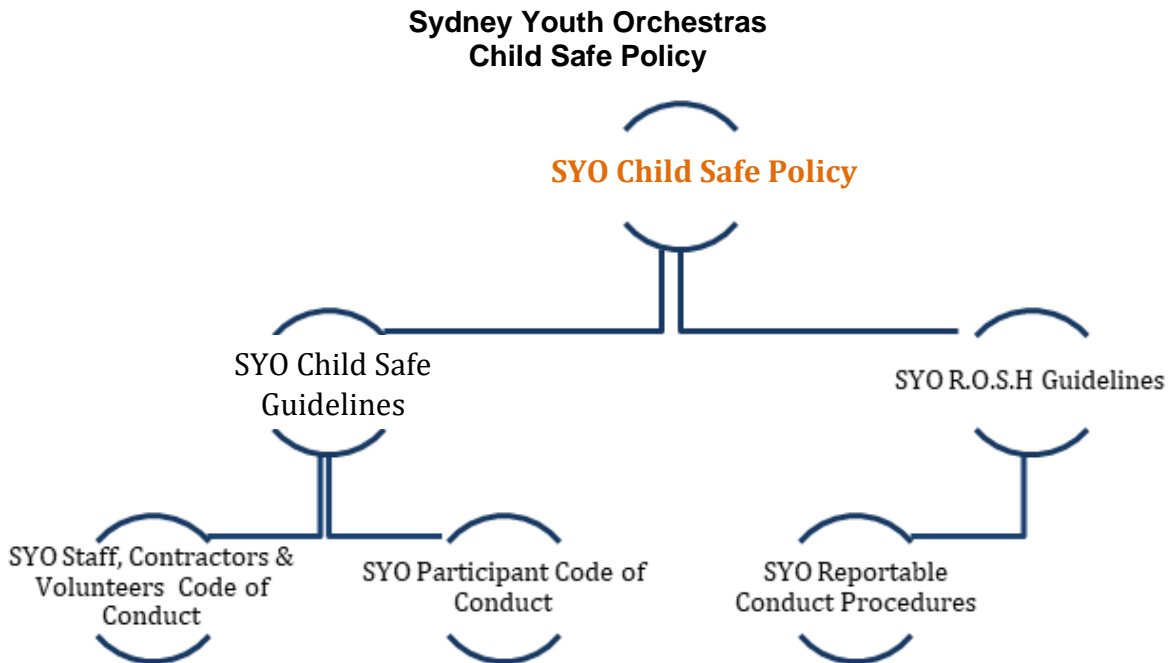 Sydney Youth Orchestras
Child Safe Policy
SYO Child Safe Policy
SYO Child Safe
Guidelines
SYO R.O.S.H Guidelines
SYO Staff, Contractors &
Volunteers Code of
Conduct
SYO Participant Code of
Conduct
SYO Reportable
Conduct Procedures